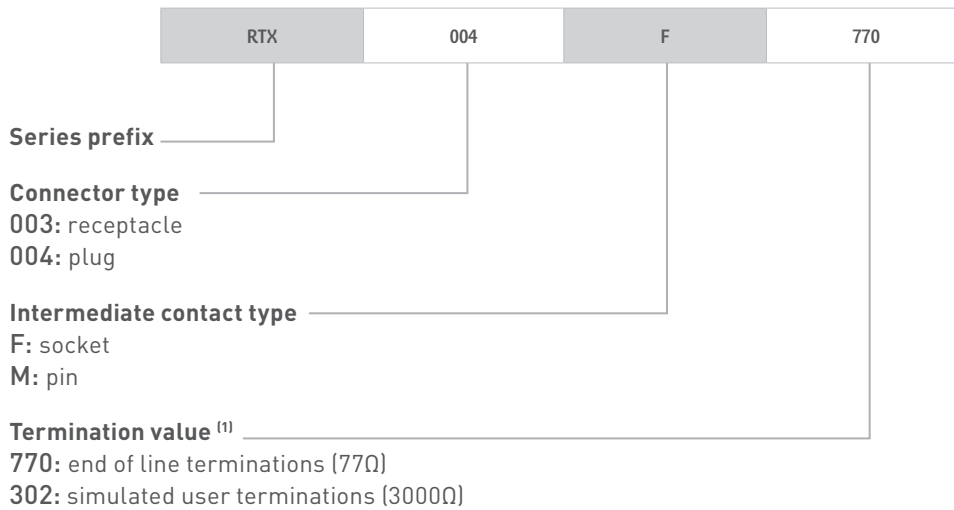 RTX 004 F 770
Series prefix
Connector type
003: receptacle
004: plug
Intermediate contact type
F: socket
M: pin
Termination value (1)
770: end of line terminations (77Ω)
302: simulated user terminations (3000Ω)